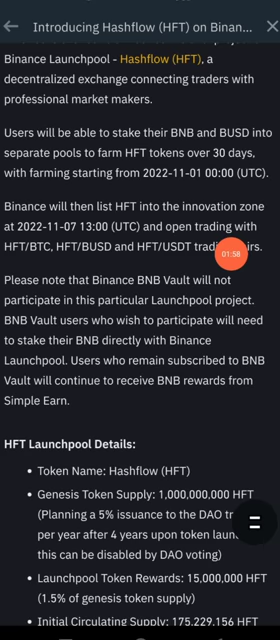 Introducing Hashflow (HFT) on Binan...
Binance Launchpool - Hashflow (HFT), a
decentralized exchange connecting traders with
professional market makers.
Users will be able to stake their BNB and BUSD into
separate pools to farm HFT tokens over 30 days,
with farming starting from 2022-11-01 00:00 (UTC).
Binance will then list HFT into the innovation zone
at 2022-11-07 13:00 (UTC) and open trading with
HFT/BTC, HFT/BUSD and HFT/USDT
01:58
Please note that Binance BNB Vault will not
participate in this particular Launchpool project.
BNB Vault users who wish to participate will need
to stake their BNB directly with Binance
Launchpool. Users who remain subscribed to BNB
Vault will continue to receive BNB rewards from
Simple Earn.
HFT Launchpool Details:
• Token Name: Hashflow (HFT)
• Genesis Token Supply: 1,000,000,000 HFT
(Planning a 5% issuance to the DAO
per year after 4 years upon token
this can be disabled by DAO voting)
• Launchpool Token Rewards: 15,000,000 HFT
(1.5% of genesis token supply)
• Initial Circulating Supply: 175,229,156 HFT